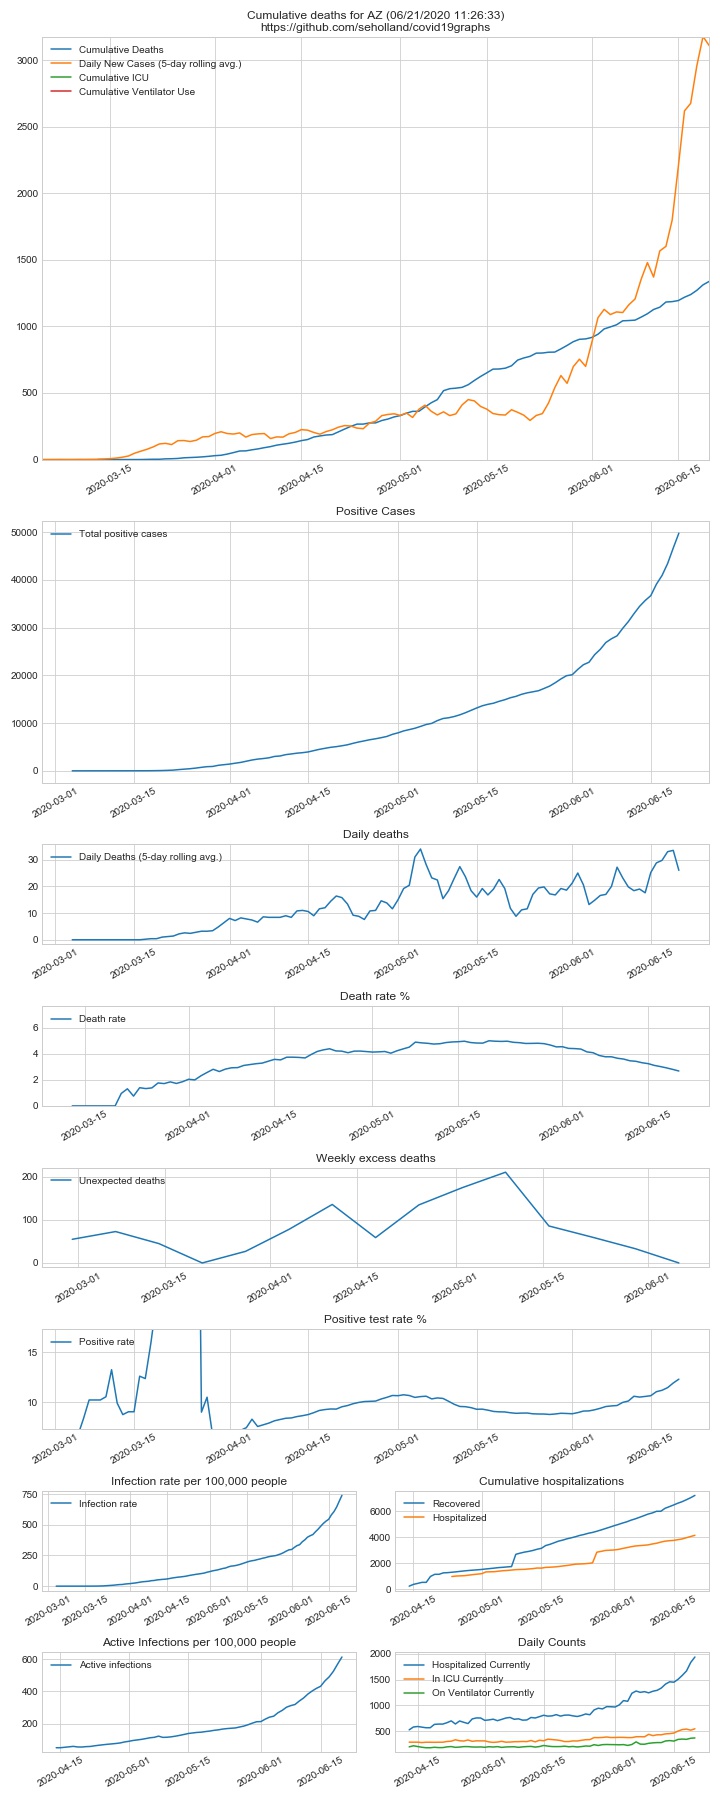 Cumulative deaths for AZ (06/21/2020 11:26:33)
https://github.com/seholland/covid19graphs
Cumulative Deaths
Daily New Cases (5-day rolling avg.)
Cumulative ICU
Cumulative Ventilator Use
3000
2500
2000
1500
1000
500
0
2020-03-15 2020-04-01 2020-04-15 2020-05-01 2020-05-15 2020-06-01 2020-06-15
Positive Cases
Total positive cases
50000
40000
30000
20000
10000
0
2020-03-01 2020-03-15 2020-04-01 2020-04-15 2020-05-01 2020-05-15 2020-06-01 2020-06-15
Daily deaths
Daily Deaths (5-day rolling avg.)
30
20
10
0
2020-03-01 2020-03-15 2020-04-01 2020-04-15 2020-05-01 2020-05-15 2020-06-01 2020-06-15
Death rate %
Death rate
6
4
2
0
2020-03-15 2020-04-01 2020-04-15 2020-05-01 2020-05-15 2020-06-01 2020-06-15
Weekly excess deaths
Unexpected deaths
200
100
0
2020-03-01 2020-03-15 2020-04-01 2020-04-15 2020-05-01 2020-05-15 2020-06-01
Positive test rate %
Positive rate
15
10
2020-03-01 2020-03-15 2020-04-01 2020-04-15 2020-05-01 2020-05-15 2020-06-01 2020-06-15
Infection rate per 100,000 people
Infection rate
750
500
250
0
2020-03-01 2020-03-15 2020-04-01 2020-04-15 2020-05-01 2020-05-15 2020-06-01 2020-06-15
Cumulative hospitalizations
Recovered
Hospitalized
6000
4000
2000
0
2020-04-15 2020-05-01 2020-05-15 2020-06-01 2020-06-15
Active Infections per 100,000 people
Active infections
600
400
200
2020-04-15 2020-05-01 2020-05-15 2020-06-01 2020-06-15
Daily Counts
Hospitalized Currently
In ICU Currently
On Ventilator Currently
2000
1500
1000
500
2020-04-15 2020-05-01 2020-05-15 2020-06-01 2020-06-15